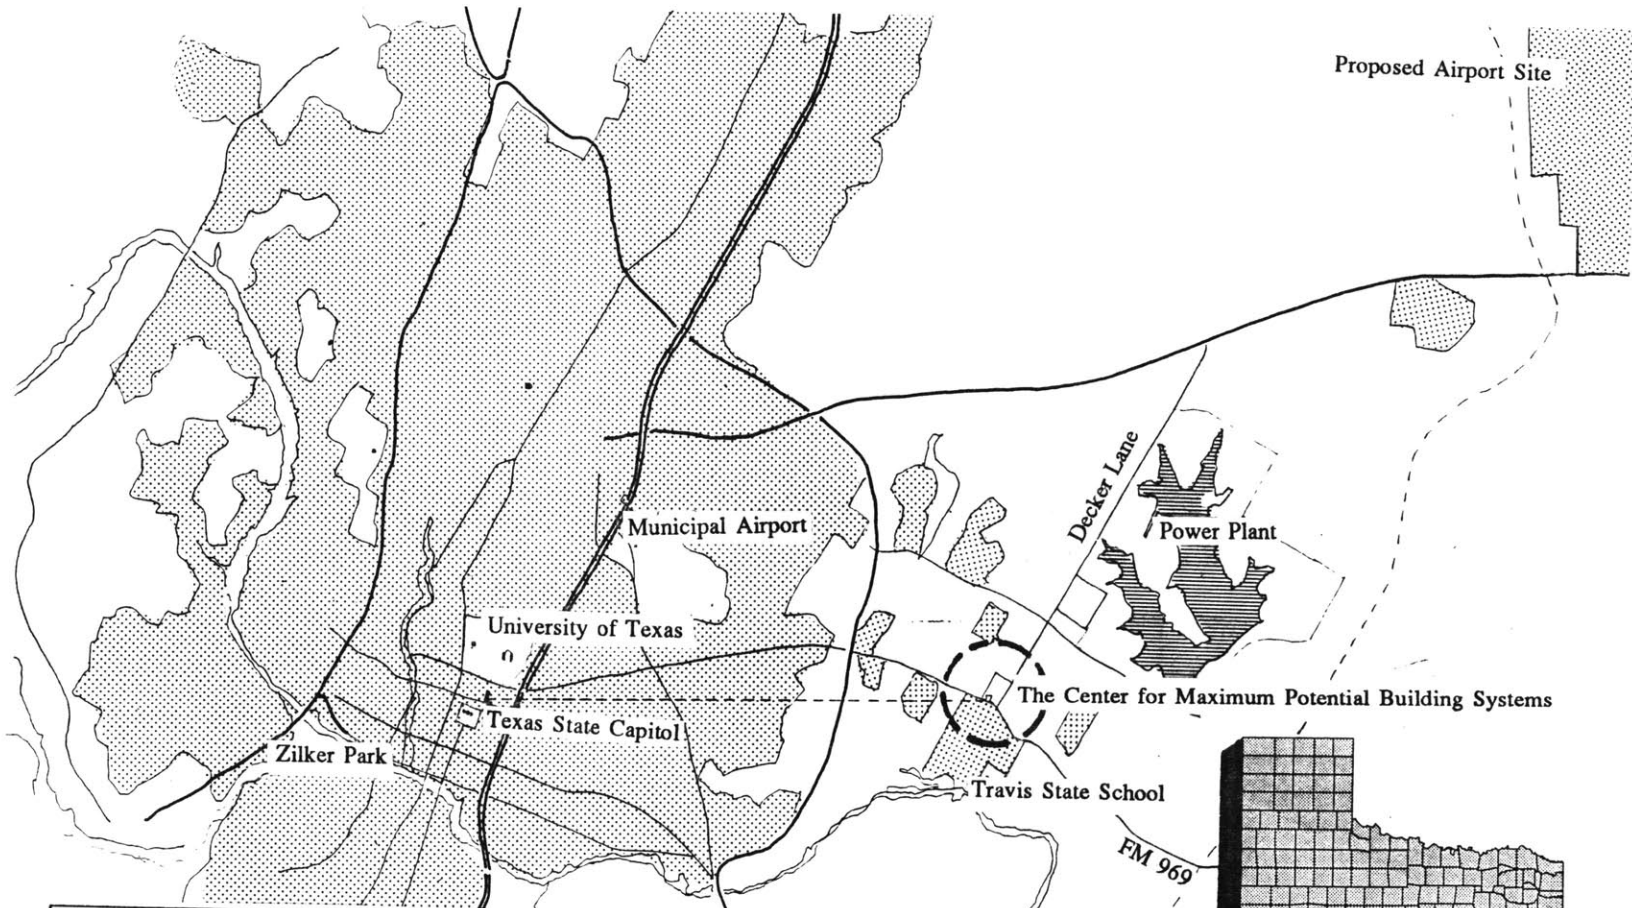 Proposed Airport Site
Decker Lane
Power Plant
Municipal Airport
University of Texas
The Center for Maximum Potential Building Systems
Texas State Capitol
Zilker Park
Travis State School
FM 969